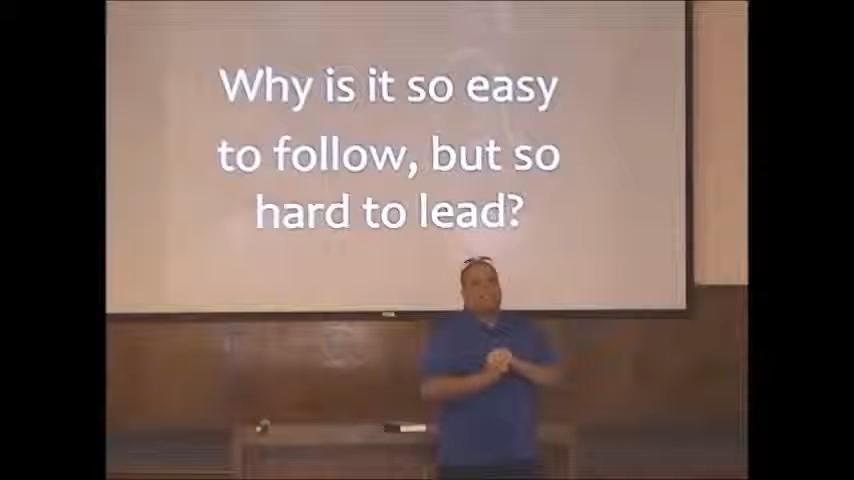 Why is it so easy
to follow, but so
hard to lead?